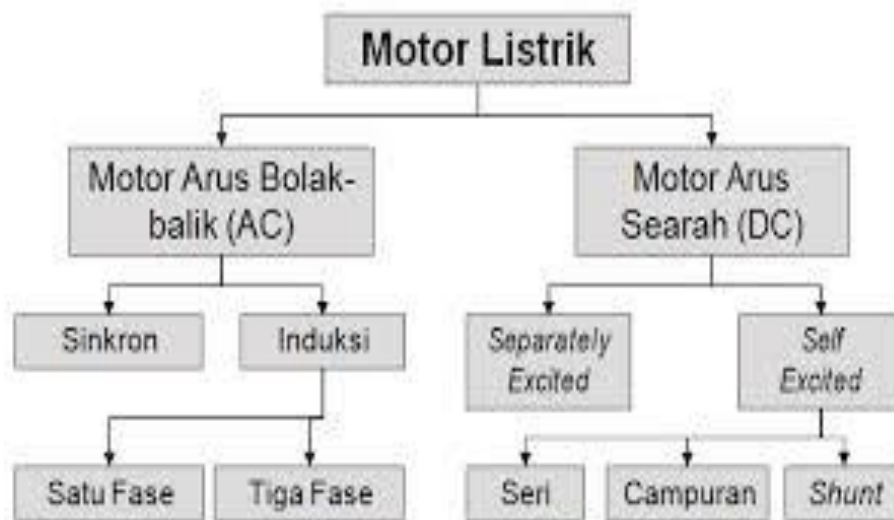 Motor Listrik
Motor Arus Bolak-
balik (AC)
Motor Arus
Searah (DC)
Sinkron
Induksi
Separately
Excited
Self
Excited
Satu Fase
Tiga Fase
Seri
Campuran
Shunt